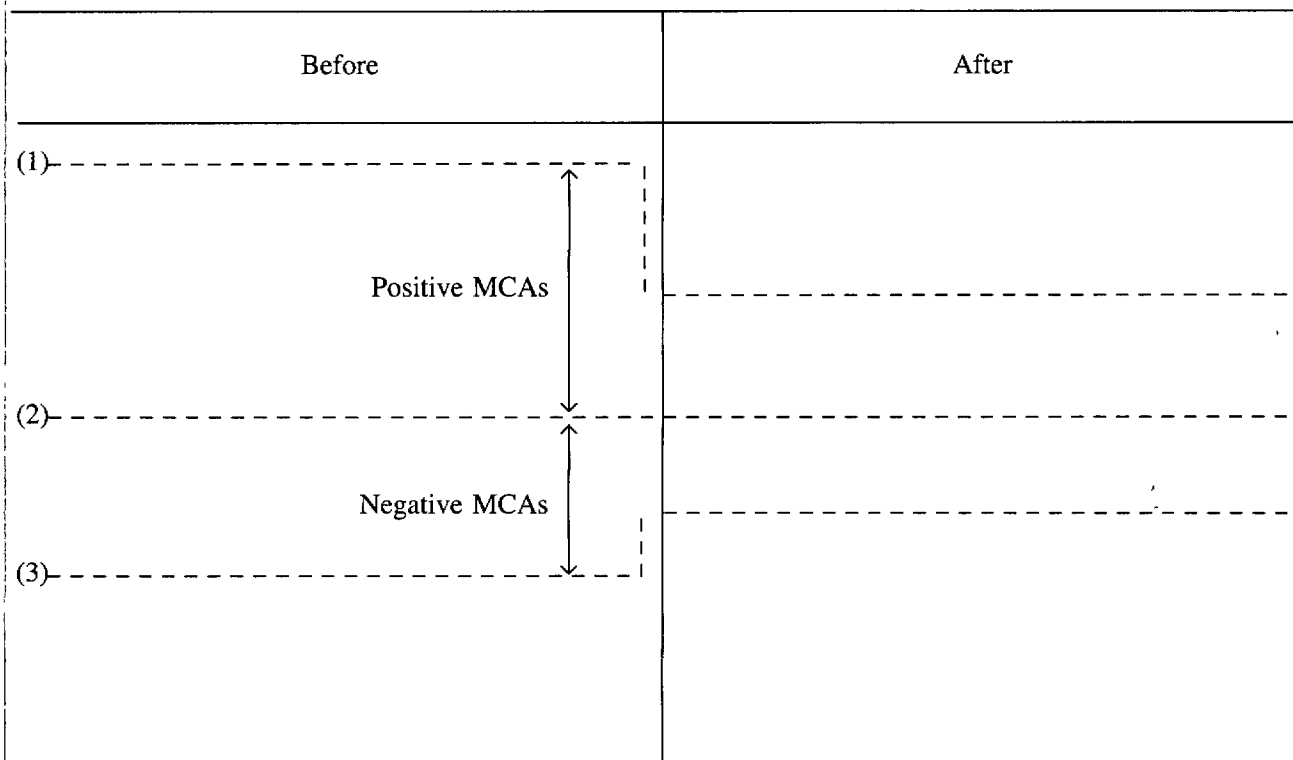 Before After
(1)
Positive MCAs
(2)
Negative MCAs
(3)